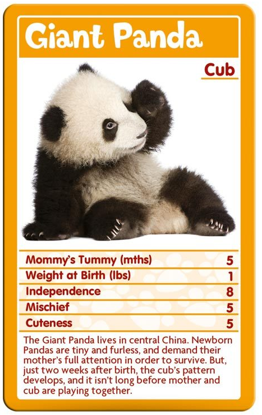 Giant Panda
Cub
Mommy's Tummy (mths) 5
Weight at Birth (lbs) 1
Independence 8
Mischief 5
Cuteness 5
The Giant Panda lives in central China. Newborn
Pandas are tiny and furless, and demand their
mother's full attention in order to survive. But,
just two weeks after birth, the cub's pattern
develops, and it isn't long before mother and
cub are playing together.